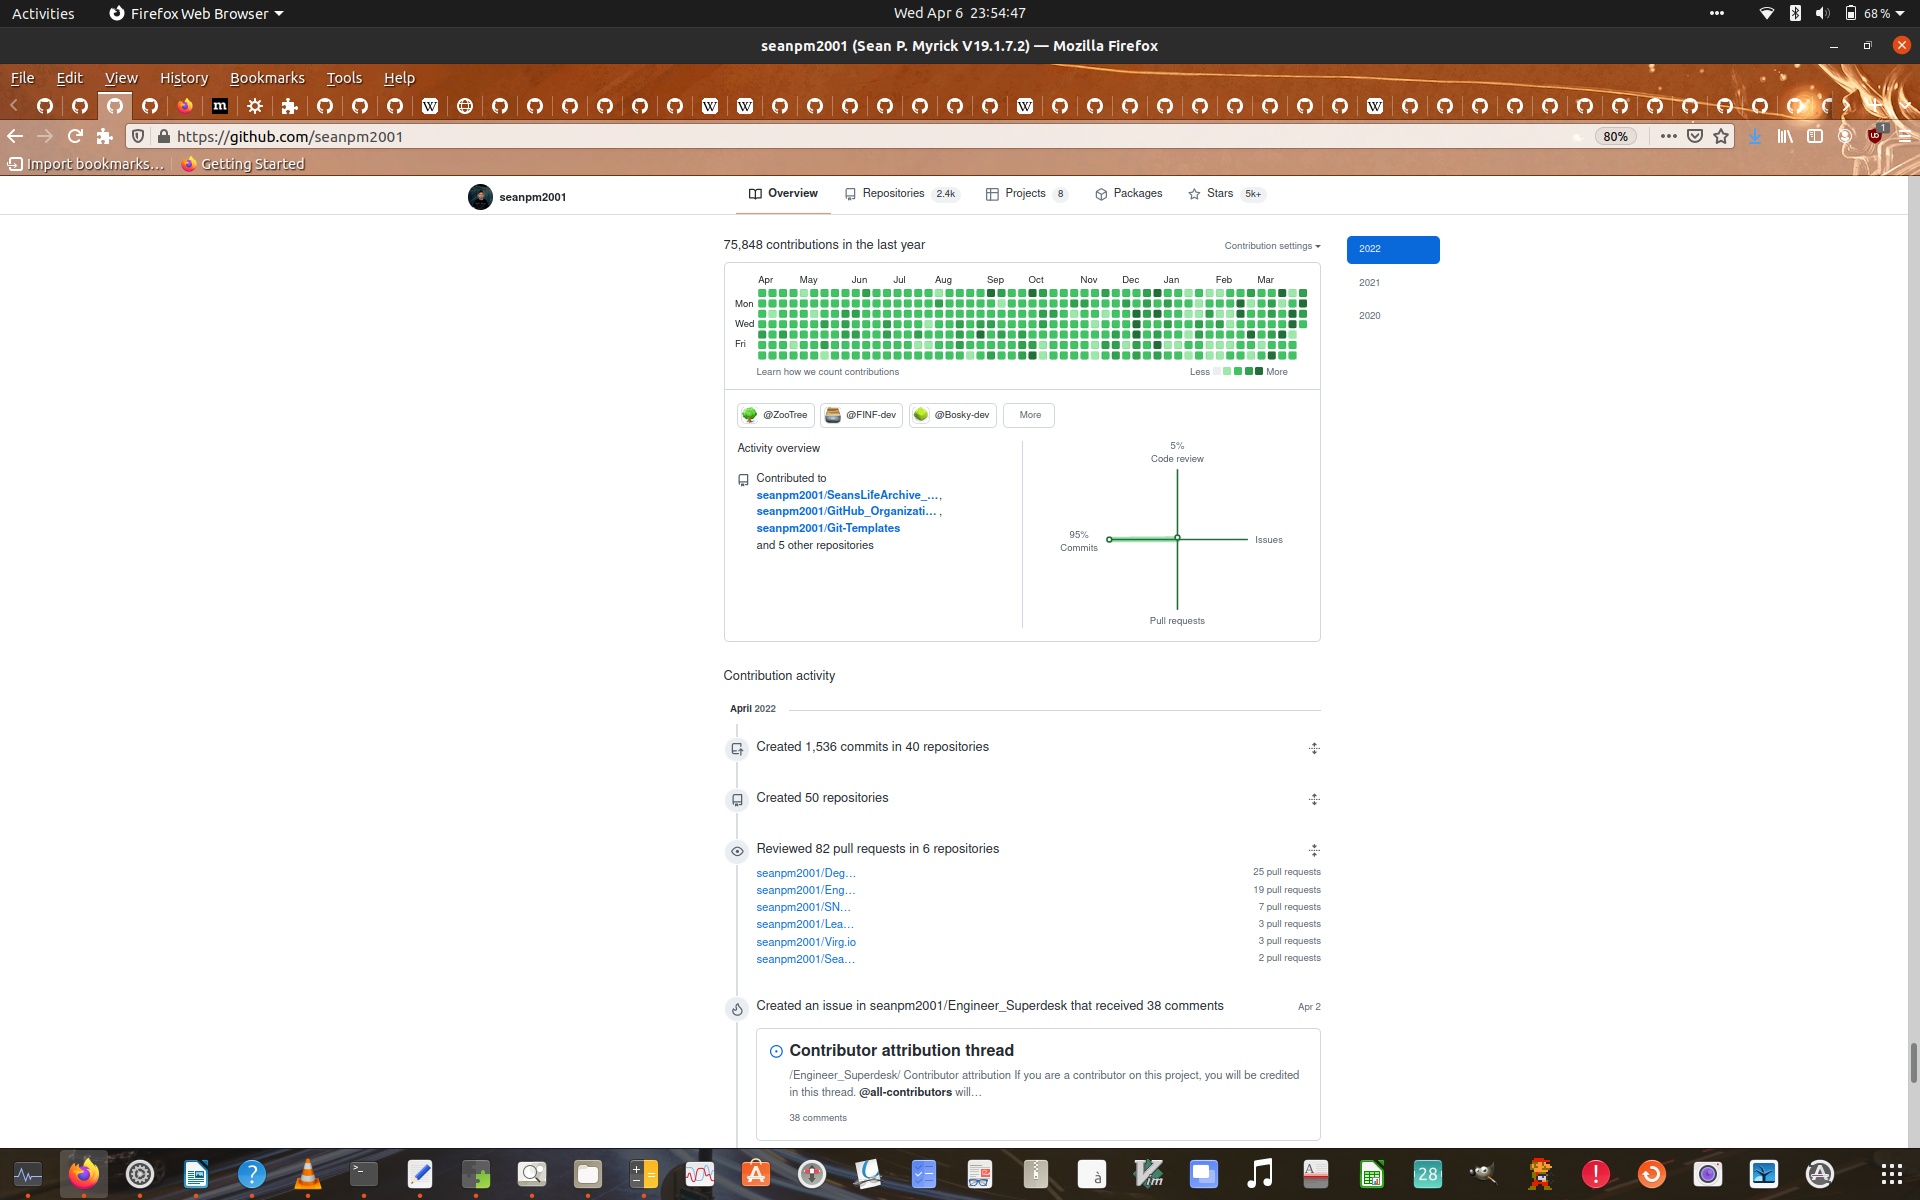 Activities
Firefox Web Browser
Wed Apr 6 23:54:47
68 %
seanpm2001 (Sean P. Myrick V19.1.7.2) — Mozilla Firefox
File Edit View History Bookmarks Tools Help
https://github.com/seanpm2001
80%
1
Import bookmarks…
Getting Started
seanpm2001
Overview
Repositories 2.4k
Projects 8
Packages
Stars 5k+
75,848 contributions in the last year
Contribution settings
2022
2021
2020
Apr May Jun Jul Aug Sep Oct Nov Dec Jan Feb Mar
Mon
Wed
Fri
Learn how we count contributions
Less More
@ZooTree
@FINF-dev
@Bosky-dev
More
Activity overview
Contributed to
seanpm2001/SeansLifeArchive_…,
seanpm2001/GitHub_Organizati… ,
seanpm2001/Git-Templates
and 5 other repositories
5%
Code review
95%
Commits
Issues
Pull requests
Contribution activity
April 2022
Created 1,536 commits in 40 repositories
Created 50 repositories
Reviewed 82 pull requests in 6 repositories
seanpm2001/Deg… 25 pull requests
seanpm2001/Eng… 19 pull requests
seanpm2001/SN… 7 pull requests
seanpm2001/Lea… 3 pull requests
seanpm2001/Virg.io 3 pull requests
seanpm2001/Sea… 2 pull requests
Created an issue in seanpm2001/Engineer_Superdesk that received 38 comments
Apr 2
Contributor attribution thread
/Engineer_Superdesk/ Contributor attribution If you are a contributor on this project, you will be credited
in this thread. @all-contributors will…
38 comments
28